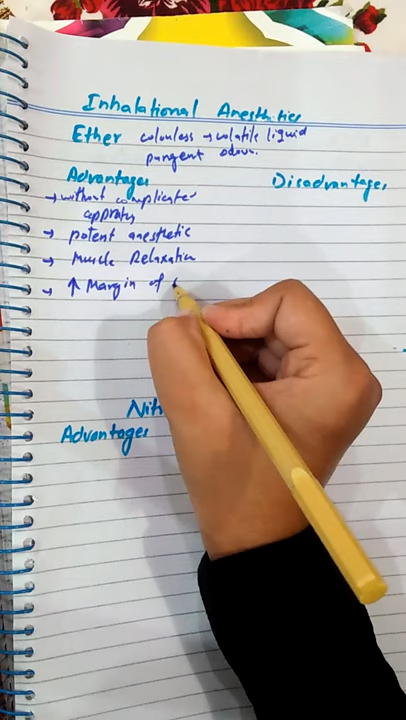 Inhalational Anesthetics
Ether colourless → volatile liquid
pungent odour.
Advantages Disadvantages
→ without complicated
apparatus
→ potent anesthetic
→ Muscle Relaxation
→ ↑ Margin of
Nit
Advantages